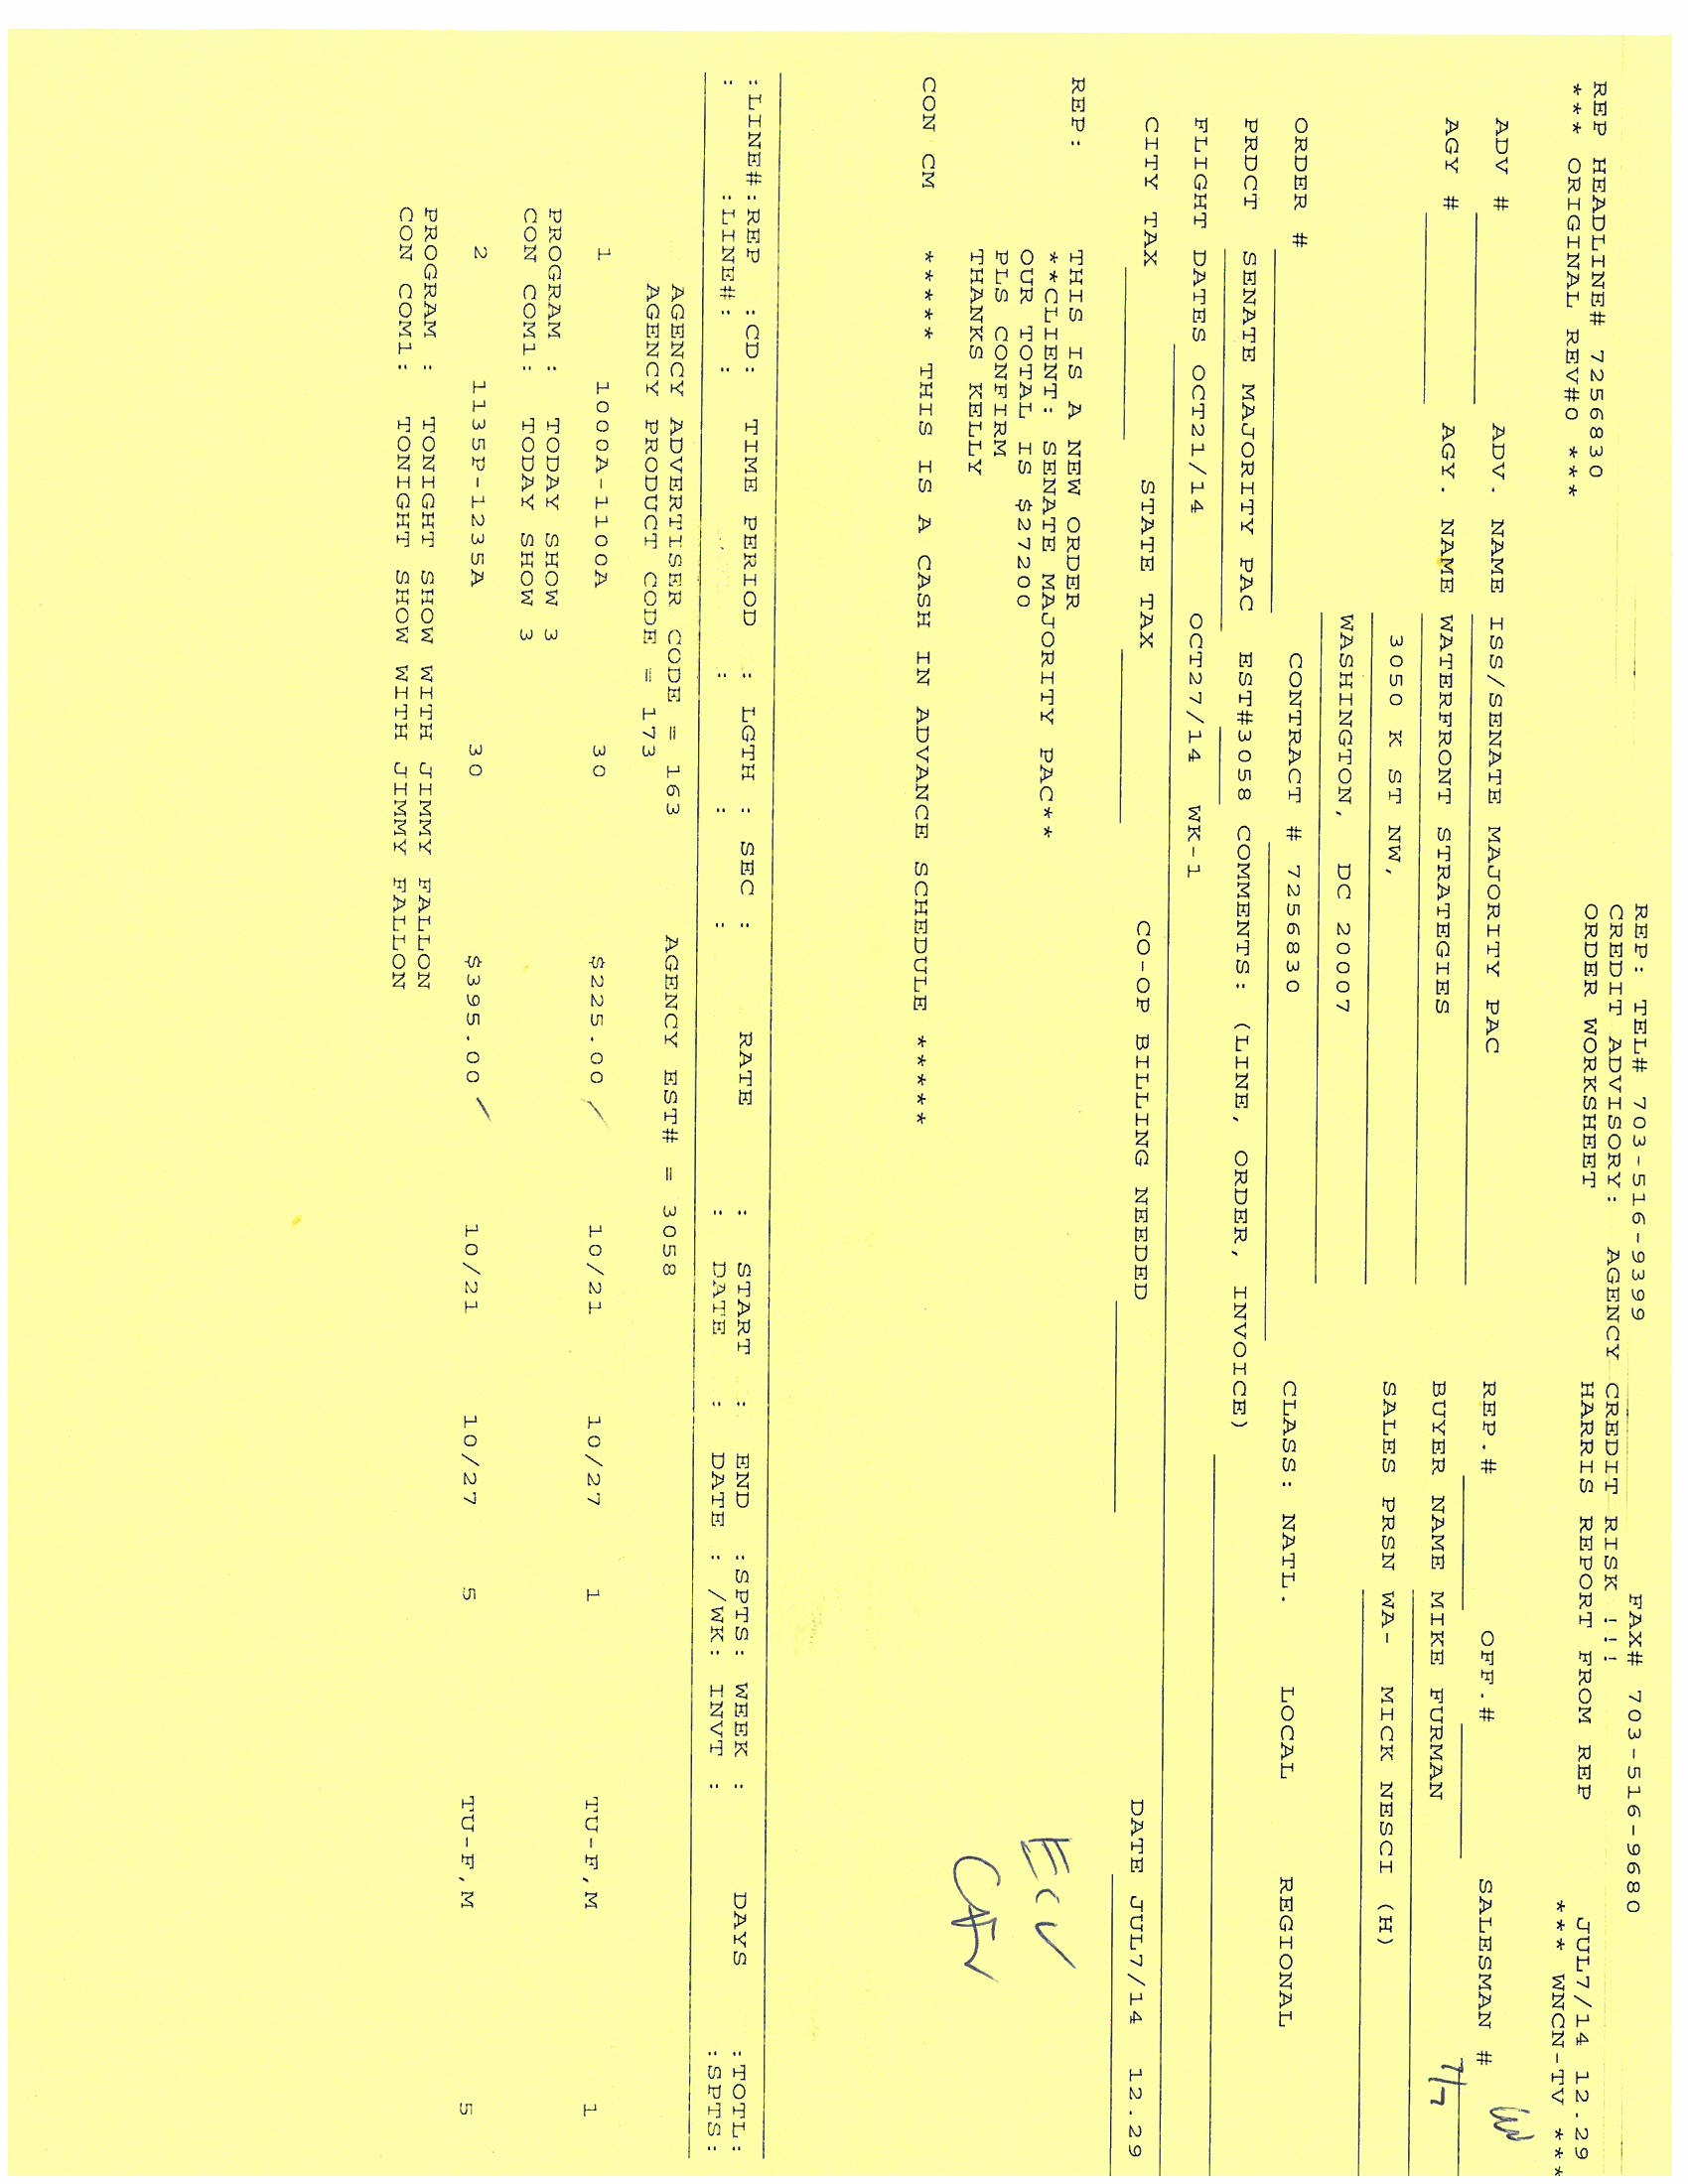 REP: TEL# 703-516-9399 FAX# 703-516-9680
CREDIT ADVISORY: AGENCY CREDIT RISK !!!
REP HEADLINE# 7256830 ORDER WORKSHEET HARRIS REPORT FROM REP JUL7/14 12.29
*** ORIGINAL REV#0 *** *** WNCN-TV ***
ADV # ADV. NAME ISS/SENATE MAJORITY PAC REP.# OFF.# SALESMAN #
AGY # AGY. NAME WATERFRONT STRATEGIES BUYER NAME MIKE FURMAN 7/7
3050 K ST NW, SALES PRSN WA- MICK NESCI (H)
WASHINGTON, DC 20007
ORDER # CONTRACT # 7256830 CLASS: NATL. LOCAL REGIONAL
PRDCT SENATE MAJORITY PAC EST#3058 COMMENTS: (LINE, ORDER, INVOICE)
FLIGHT DATES OCT21/14 OCT27/14 WK-1
CITY TAX STATE TAX CO-OP BILLING NEEDED DATE JUL7/14 12.29
REP: THIS IS A NEW ORDER
**CLIENT: SENATE MAJORITY PAC**
OUR TOTAL IS $27200
PLS CONFIRM
THANKS KELLY
CON CM ***** THIS IS A CASH IN ADVANCE SCHEDULE *****
:LINE#:REP :CD: TIME PERIOD : LGTH : SEC : RATE : START : END :SPTS: WEEK : DAYS :TOTL:
: :LINE#: : : : : : DATE : DATE : /WK: INVT : :SPTS:
AGENCY ADVERTISER CODE = 163 AGENCY EST# = 3058
AGENCY PRODUCT CODE = 173
1 1000A-1100A 30 $225.00 / 10/21 10/27 1 TU-F,M 1
PROGRAM : TODAY SHOW 3
CON COM1: TODAY SHOW 3
2 1135P-1235A 30 $395.00 / 10/21 10/27 5 TU-F,M 5
PROGRAM : TONIGHT SHOW WITH JIMMY FALLON
CON COM1: TONIGHT SHOW WITH JIMMY FALLON